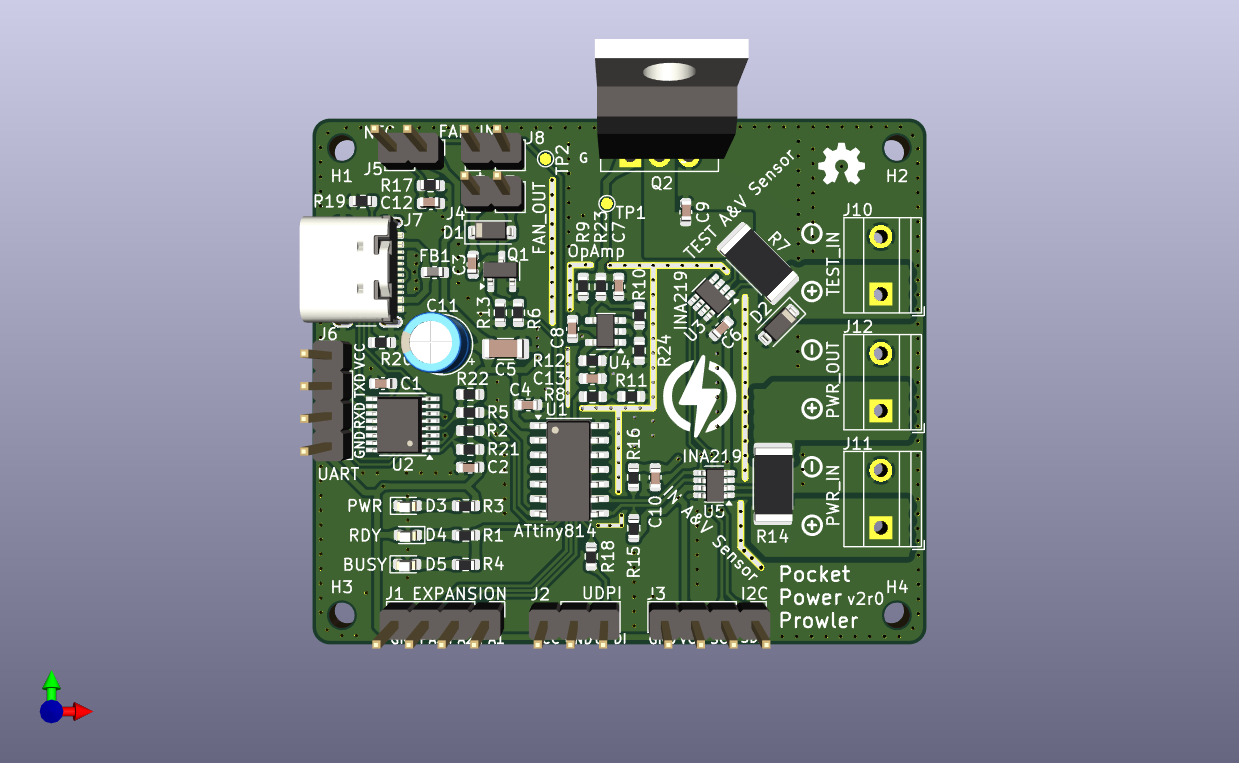 FAN_IN
J8
J5
H1
TP2
G
Q2
H2
R17
C12
R19
J7
J4
D1
FAN_OUT
TP1
R9
R23
C7
OpAmp
C9
TEST A&V Sensor
R7
J10
TEST_IN
FB1
C3
Q1
R10
INA219
U3
C6
D2
C11
R13
R6
C8
U4
R24
J12
PWR_OUT
J6
VCC
TXD
RXD
GND
UART
C5
R12
C13
R8
R11
C1
R22
C4
U1
R5
R2
R21
C2
U2
R16
INA219
U5
C10
IN A&V Sensor
J11
PWR_IN
R14
PWR
D3
R3
RDY
D4
R1
BUSY
D5
R4
ATtiny814
R18
R15
H3
J1 EXPANSION
J2
UDPI
J3
I2C
Pocket
Power v2r0
Prowler
H4